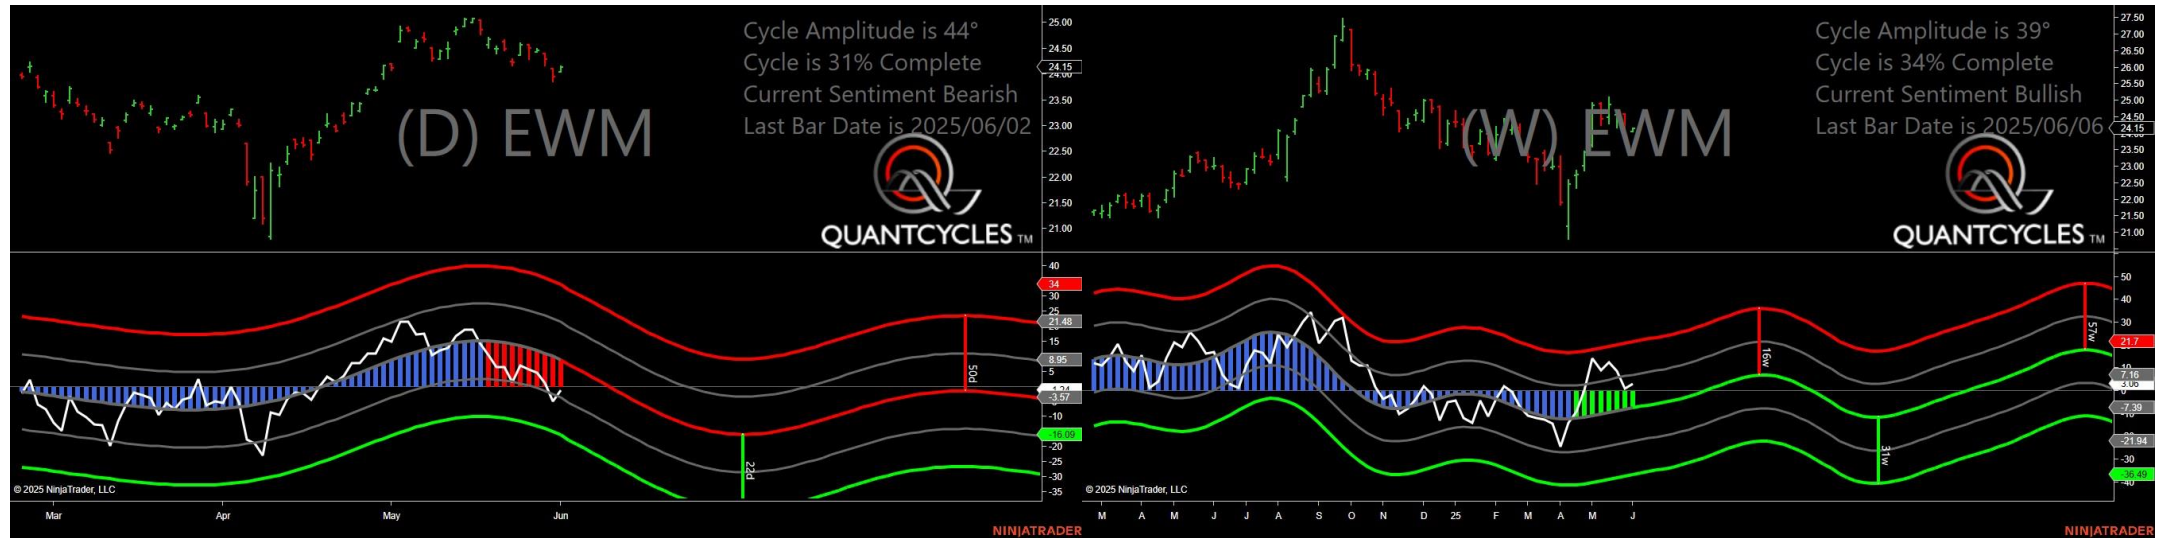 Cycle Amplitude is 44°
Cycle is 31% Complete
Current Sentiment Bearish
Last Bar Date is 2025/06/02
(D) EWM
QUANTCYCLES TM
25.00
24.50
24.15
24.00
23.50
23.00
22.50
22.00
21.50
21.00
40
34
30
25
21.48
15
8.95
5
-1.24
-3.57
-10
-16.09
-20
-25
-30
-35
50d
22d
© 2025 NinjaTrader, LLC
Mar
Apr
May
Jun
NINJATRADER
Cycle Amplitude is 39°
Cycle is 34% Complete
Current Sentiment Bullish
Last Bar Date is 2025/06/06
(W) EWM
QUANTCYCLES TM
27.50
27.00
26.50
26.00
25.50
25.00
24.50
24.15
23.50
23.00
22.50
22.00
21.50
21.00
50
40
30
21.7
7.16
3.06
-7.39
-21.94
-30
-36.49
16w
31w
57w
© 2025 NinjaTrader, LLC
M A M J J A S O N D 25 F M A M J
NINJATRADER